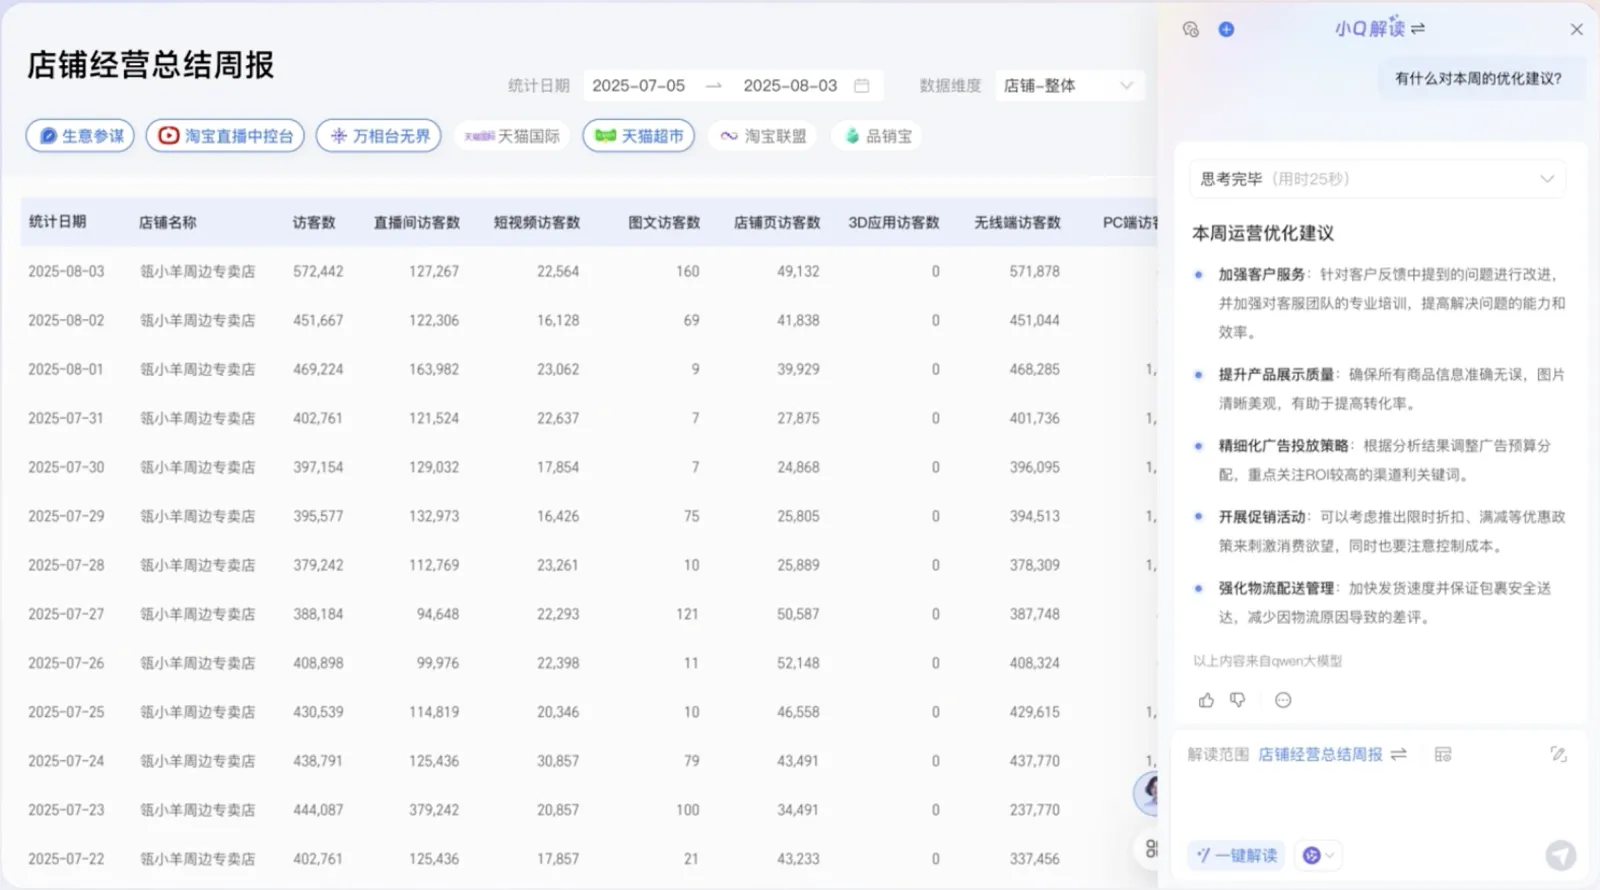 店铺经营总结周报
统计日期 2025-07-05 → 2025-08-03 数据维度 店铺-整体
生意参谋 淘宝直播中控台 万相台无界 天猫国际 天猫国际 天猫超市 淘宝联盟 品销宝
统计日期 店铺名称 访客数 直播间访客数 短视频访客数 图文访客数 店铺页访客数 3D应用访客数 无线端访客数 PC端访
2025-08-03 瓴小羊周边专卖店 572,442 127,267 22,564 160 49,132 0 571,878
2025-08-02 瓴小羊周边专卖店 451,667 122,306 16,128 69 41,838 0 451,044
2025-08-01 瓴小羊周边专卖店 469,224 163,982 23,062 9 39,929 0 468,285 1,
2025-07-31 瓴小羊周边专卖店 402,761 121,524 22,637 7 27,875 0 401,736 1,
2025-07-30 瓴小羊周边专卖店 397,154 129,032 17,854 7 24,868 0 396,095 1,
2025-07-29 瓴小羊周边专卖店 395,577 132,973 16,426 75 25,805 0 394,513 1,
2025-07-28 瓴小羊周边专卖店 379,242 112,769 23,261 10 25,889 0 378,309 1,
2025-07-27 瓴小羊周边专卖店 388,184 94,648 22,293 121 50,587 0 387,748
2025-07-26 瓴小羊周边专卖店 408,898 99,976 22,398 11 52,148 0 408,324
2025-07-25 瓴小羊周边专卖店 430,539 114,819 20,346 10 46,558 0 429,615 1,
2025-07-24 瓴小羊周边专卖店 438,791 125,436 30,857 79 43,491 0 437,770 1,
2025-07-23 瓴小羊周边专卖店 444,087 379,242 20,857 100 34,491 0 237,770
2025-07-22 瓴小羊周边专卖店 402,761 125,436 17,857 21 43,233 0 337,456
小Q解读
有什么对本周的优化建议?
思考完毕（用时25秒）
本周运营优化建议
加强客户服务：针对客户反馈中提到的问题进行改进，
并加强对客服团队的专业培训，提高解决问题的能力和
效率。
提升产品展示质量：确保所有商品信息准确无误，图片
清晰美观，有助于提高转化率。
精细化广告投放策略：根据分析结果调整广告预算分
配，重点关注ROI较高的渠道利关键词。
开展促销活动：可以考虑推出限时折扣、满减等优惠政
策来刺激消费欲望，同时也要注意控制成本。
强化物流配送管理：加快发货速度并保证包裹安全送
达，减少因物流原因导致的差评。
以上内容来自qwen大模型
解读范围 店铺经营总结周报
一键解读